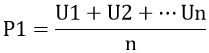 P1 = (U1 + U2 + ⋯ Un) / n